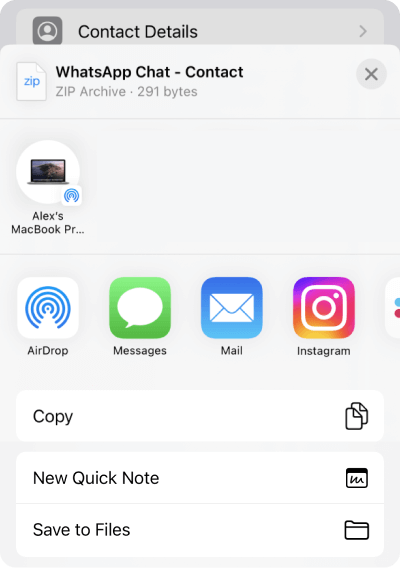 Contact Details
zip
WhatsApp Chat - Contact
ZIP Archive · 291 bytes
Alex's
MacBook Pr...
AirDrop
Messages
Mail
Instagram
Copy
New Quick Note
Save to Files